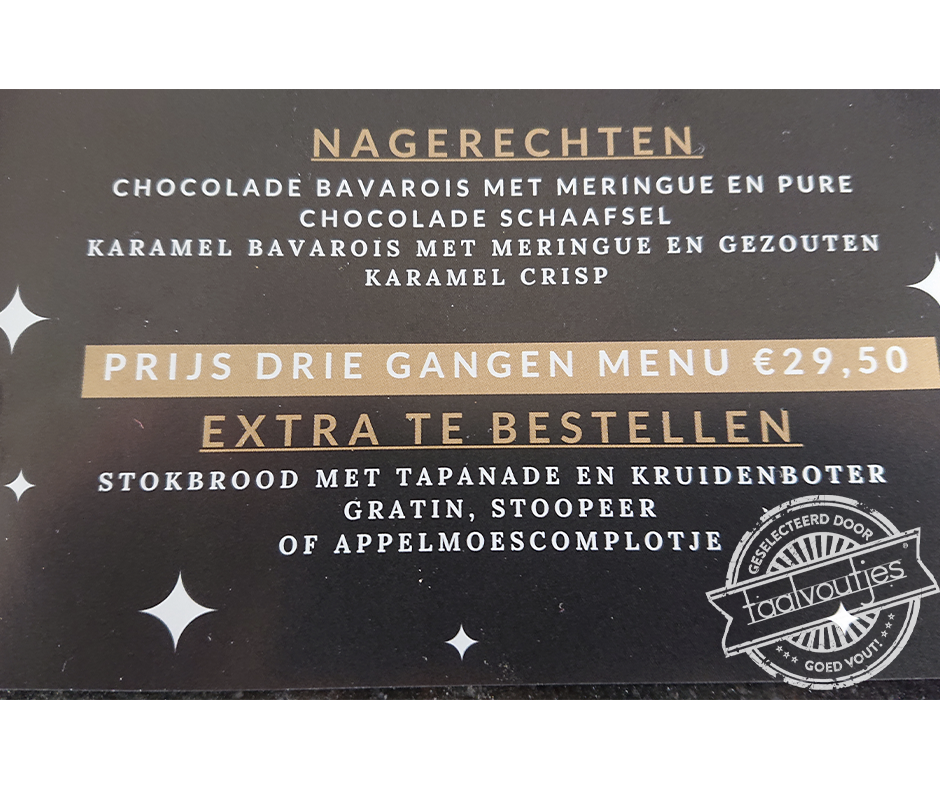 NAGERECHTEN
CHOCOLADE BAVAROIS MET MERINGUE EN PURE
CHOCOLADE SCHAAFSEL
KARAMEL BAVAROIS MET MERINGUE EN GEZOUTEN
KARAMEL CRISP
PRIJS DRIE GANGEN MENU €29,50
EXTRA TE BESTELLEN
STOKBROOD MET TAPANADE EN KRUIDENBOTER
GRATIN, STOOPEER
OF APPELMOESCOMPLOTJE
GESELECTEERD DOOR
taalvoutjes
GOED VOUT!